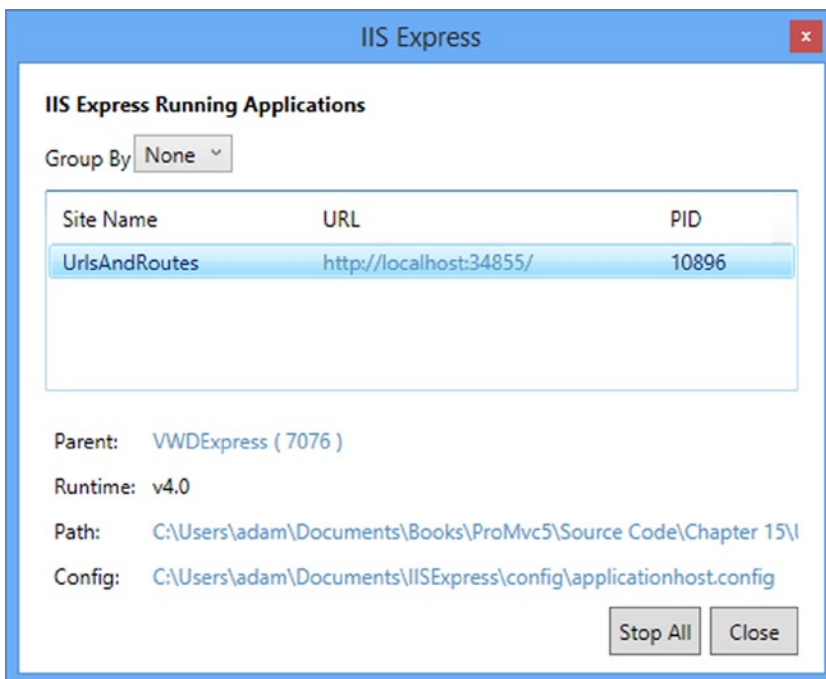 IIS Express
x
IIS Express Running Applications
Group By None
Site Name URL PID
UrlsAndRoutes http://localhost:34855/ 10896
Parent: VWDExpress ( 7076 )
Runtime: v4.0
Path: C:\Users\adam\Documents\Books\ProMvc5\Source Code\Chapter 15\
Config: C:\Users\adam\Documents\IISExpress\config\applicationhost.config
Stop All Close